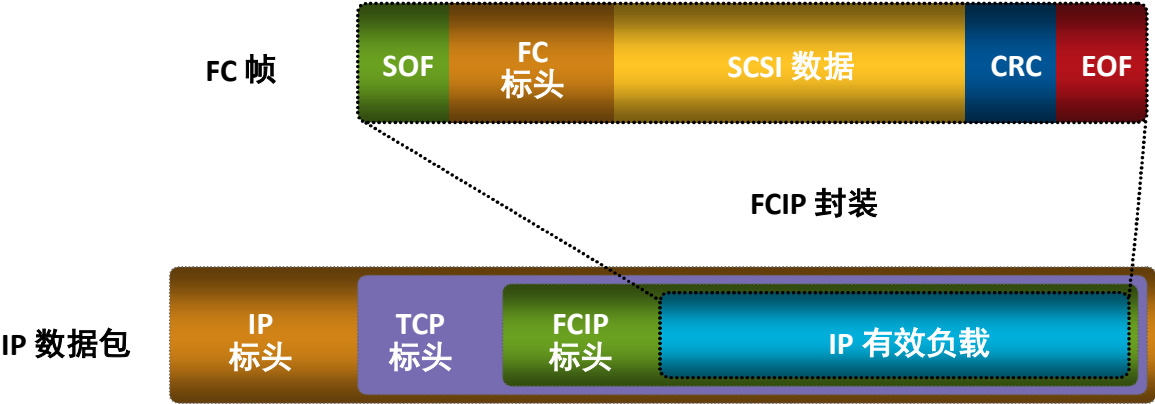 FC 帧
SOF
FC
标头
SCSI 数据
CRC
EOF
FCIP 封装
IP 数据包
IP
标头
TCP
标头
FCIP
标头
IP 有效负载